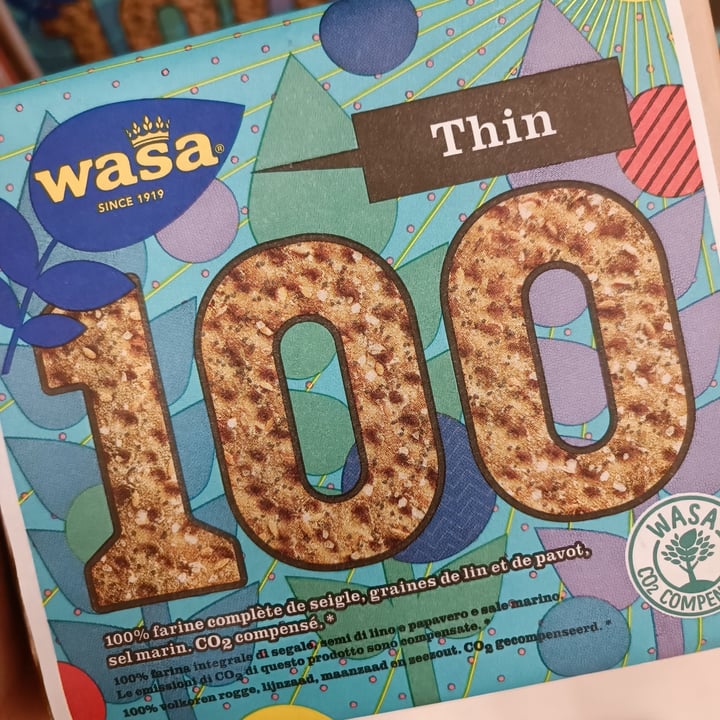 wasa®
SINCE 1919
Thin
100
100% farine complète de seigle, graines de lin et de pavot,
sel marin. CO2 compensé.*
100% farina integrale di segale, semi di lino e papavero e sale marino
Le emissioni di CO2 di questo prodotto sono compensate.*
100% volkoren rogge, lijnzaad, maanzaad en zeezout. CO2 gecompenseerd.*
WASA
CO2 COMPE